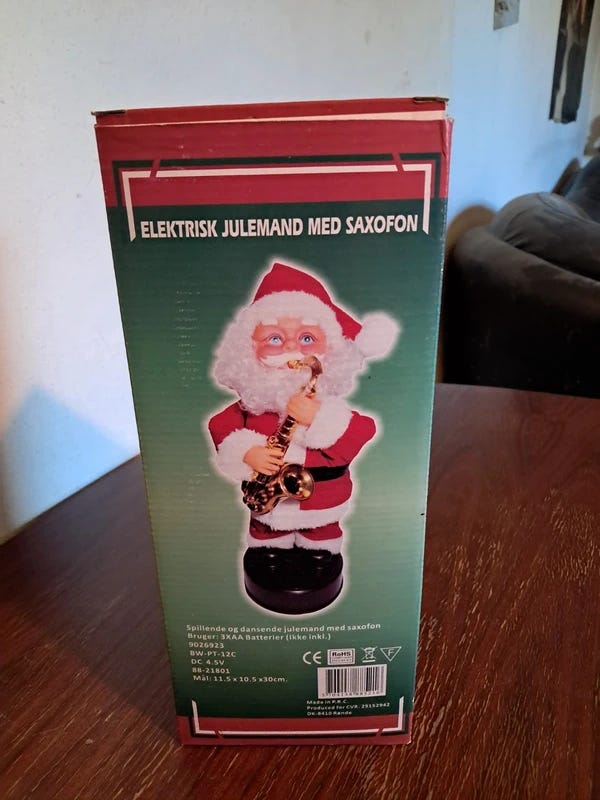 ELEKTRISK JULEMAND MED SAXOFON
Spillende og dansende julemand med saxofon
Bruger: 3XAA Batterier (Ikke inkl.)
9026923
BW-PT-12C
DC 4.5V
88-21801
Mål: 11.5 x 10.5 x30cm.
CE RoHS F
Made in P.R.C.
Produced for CVR: 25152942
DK-8410 Rønde